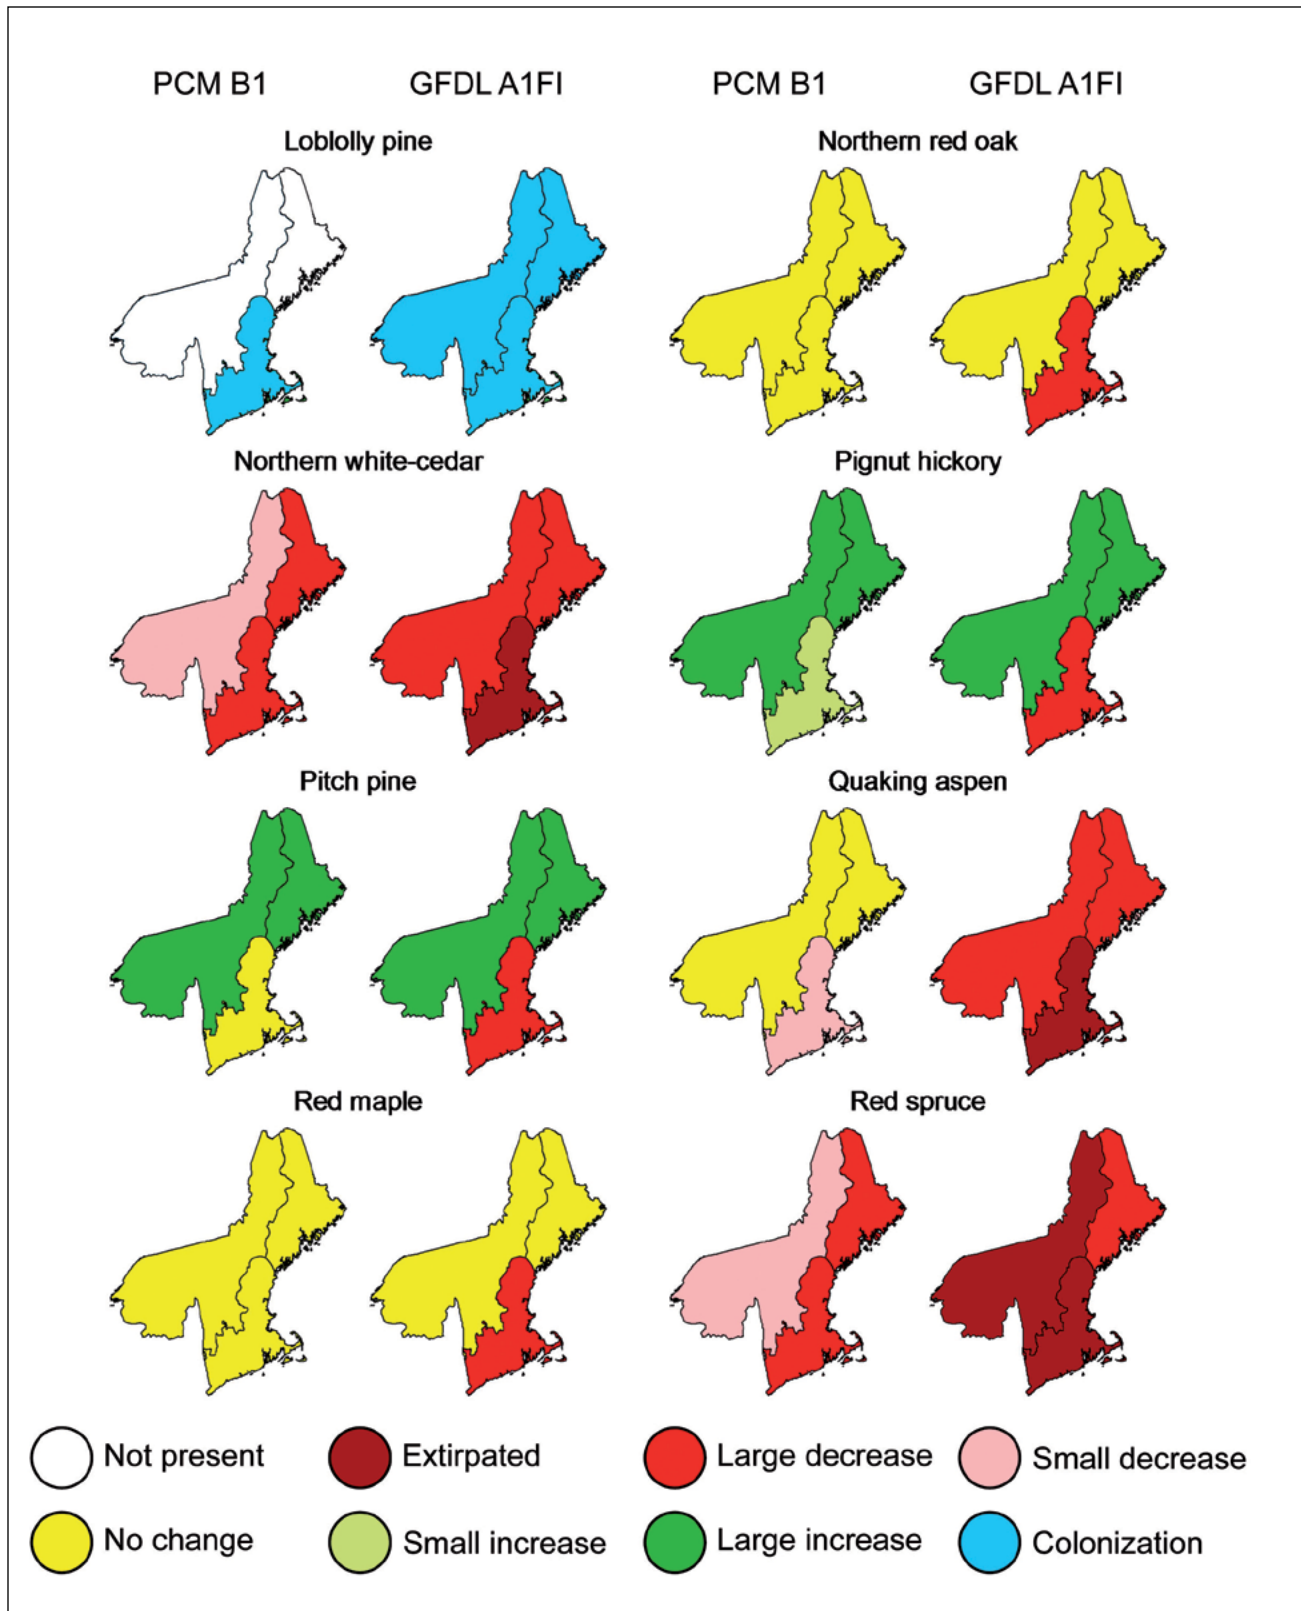 PCM B1 GFDL A1FI PCM B1 GFDL A1FI
Loblolly pine Northern red oak
Northern white-cedar Pignut hickory
Pitch pine Quaking aspen
Red maple Red spruce
Not present Extirpated Large decrease Small decrease
No change Small increase Large increase Colonization